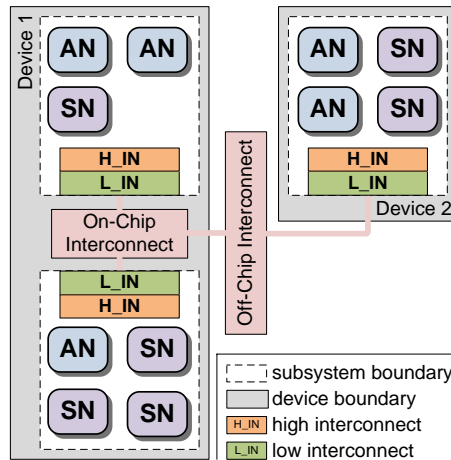 Device 1
AN AN
SN
H_IN
L_IN
On-Chip
Interconnect
L_IN
H_IN
AN SN
SN SN
Off-Chip Interconnect
AN SN
AN SN
H_IN
L_IN
Device 2
subsystem boundary
device boundary
H_IN high interconnect
L_IN low interconnect